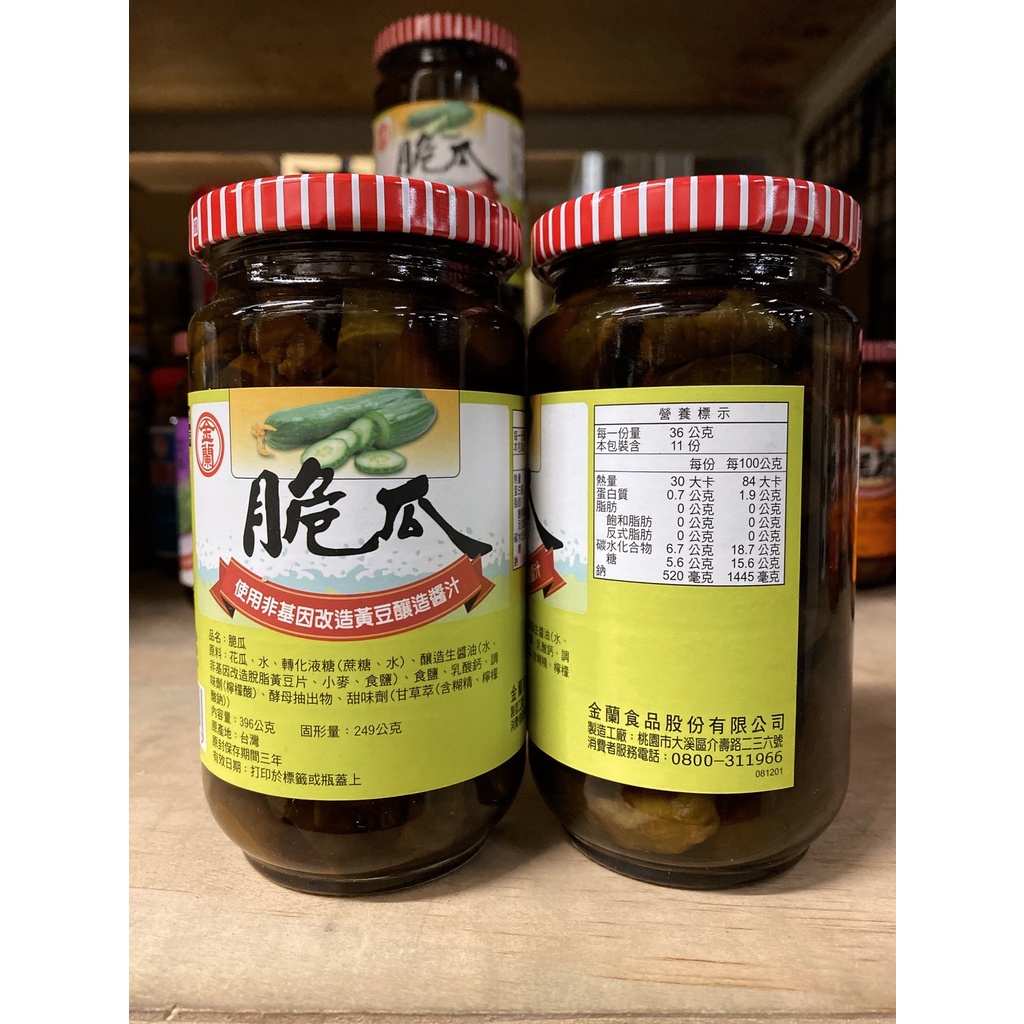 脆瓜
金蘭
脆瓜
使用非基因改造黃豆釀造醬汁
品名：脆瓜
原料：花瓜、水、轉化液糖(蔗糖、水)、釀造生醬油(水、
非基因改造脫脂黃豆片、小麥、食鹽)、食鹽、乳酸鈣、調
味劑(檸檬酸)、酵母抽出物、甜味劑(甘草萃(含糊精、檸檬
酸鈉))
內容量：396公克 固形量：249公克
原產地：台灣
原封保存期間三年
有效日期：打印於標籤或瓶蓋上
營養標示
每一份量 36 公克
本包裝含 11 份
每份 每100公克
熱量 30 大卡 84 大卡
蛋白質 0.7 公克 1.9 公克
脂肪 0 公克 0 公克
飽和脂肪 0 公克 0 公克
反式脂肪 0 公克 0 公克
碳水化合物 6.7 公克 18.7 公克
糖 5.6 公克 15.6 公克
鈉 520 毫克 1445 毫克
金蘭食品股份有限公司
製造工廠：桃園市大溪區介壽路二三六號
消費者服務電話：0800-311966
081201